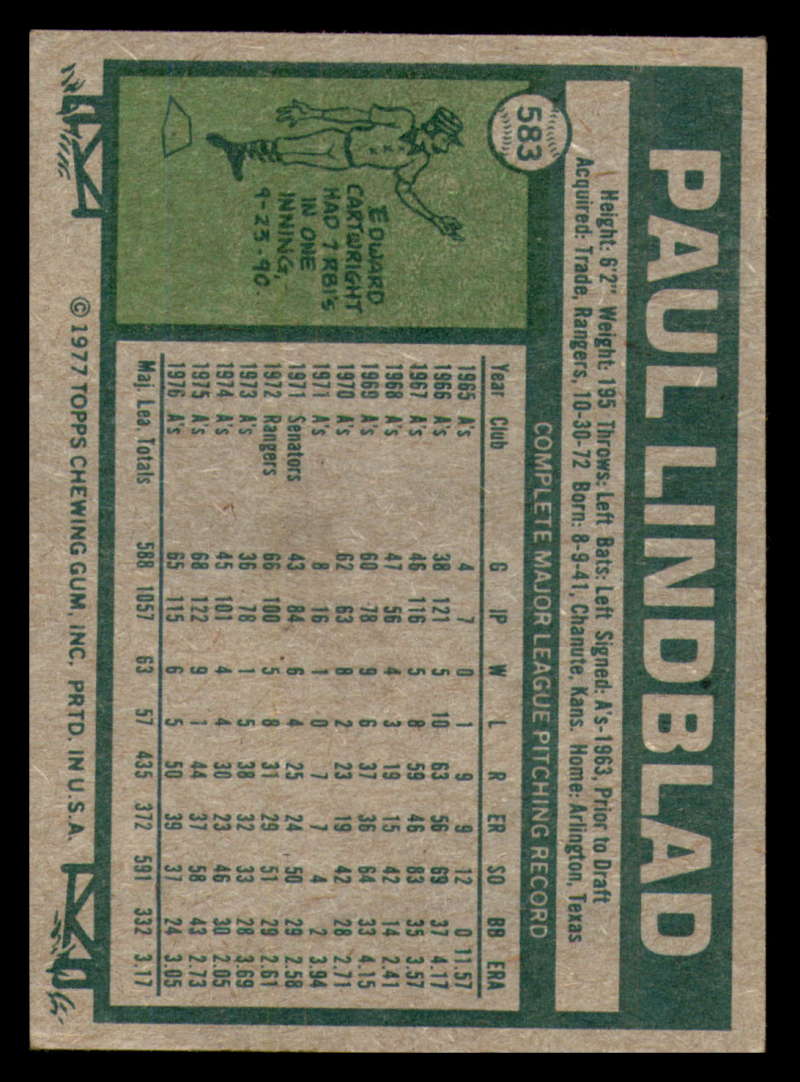 583
PAUL LINDBLAD
Height: 6'2" Weight: 195 Throws: Left Bats: Left Signed: A's-1963, Prior to Draft
Acquired: Trade, Rangers, 10-30-72 Born: 8-9-41, Chanute, Kans. Home: Arlington, Texas
EDWARD
CARTWRIGHT
HAD 7 RBI'S
IN ONE
INNING,
9-23-90.
COMPLETE MAJOR LEAGUE PITCHING RECORD
Year Club G IP W L R ER SO BB ERA
1965 A's 4 7 0 1 9 9 12 0 11.57
1966 A's 38 121 5 10 63 56 69 37 4.17
1967 A's 46 116 5 8 59 46 83 35 3.57
1968 A's 47 56 4 3 19 15 42 14 2.41
1969 A's 60 78 9 6 37 36 64 33 4.15
1970 A's 62 63 8 2 23 19 42 28 2.71
1971 A's 8 16 1 0 7 7 4 2 3.94
1971 Senators 43 84 6 4 25 24 50 29 2.58
1972 Rangers 66 100 5 8 31 29 51 29 2.61
1973 A's 36 78 1 5 38 32 33 28 3.69
1974 A's 45 101 4 4 30 23 46 30 2.05
1975 A's 68 122 9 1 44 37 58 43 2.73
1976 A's 65 115 6 5 50 39 37 24 3.05
Maj. Lea. Totals 588 1057 63 57 435 372 591 332 3.17
© 1977 TOPPS CHEWING GUM, INC. PRTD. IN U.S.A.